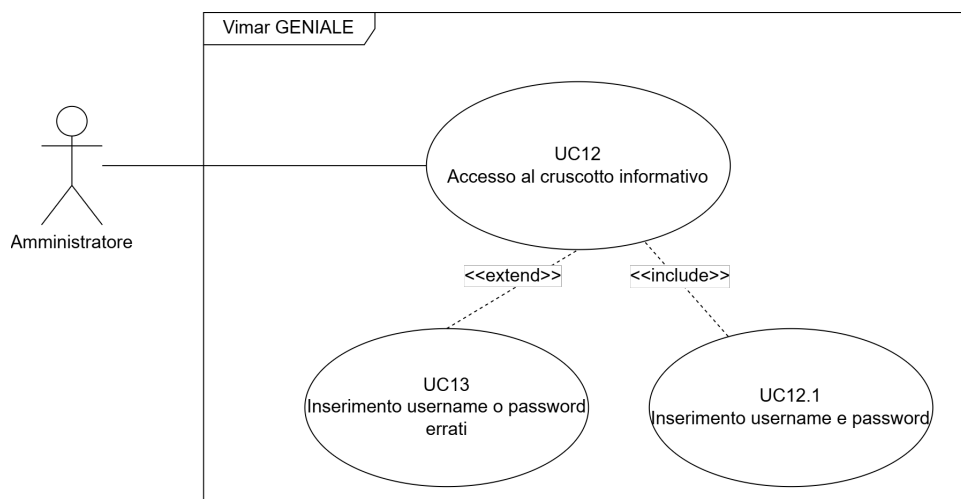 Vimar GENIALE
UC12
Accesso al cruscotto informativo
Amministratore
<<extend>>
<<include>>
UC13
Inserimento username o password
errati
UC12.1
Inserimento username e password